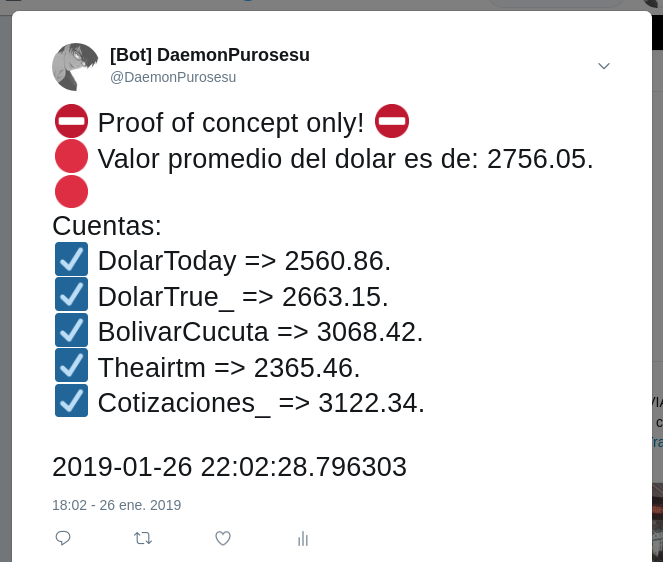 [Bot] DaemonPurosesu
@DaemonPurosesu
⛔ Proof of concept only! ⛔
🔴 Valor promedio del dolar es de: 2756.05.
🔴
Cuentas:
☑ DolarToday => 2560.86.
☑ DolarTrue_ => 2663.15.
☑ BolivarCucuta => 3068.42.
☑ Theairtm => 2365.46.
☑ Cotizaciones_ => 3122.34.
2019-01-26 22:02:28.796303
18:02 - 26 ene. 2019